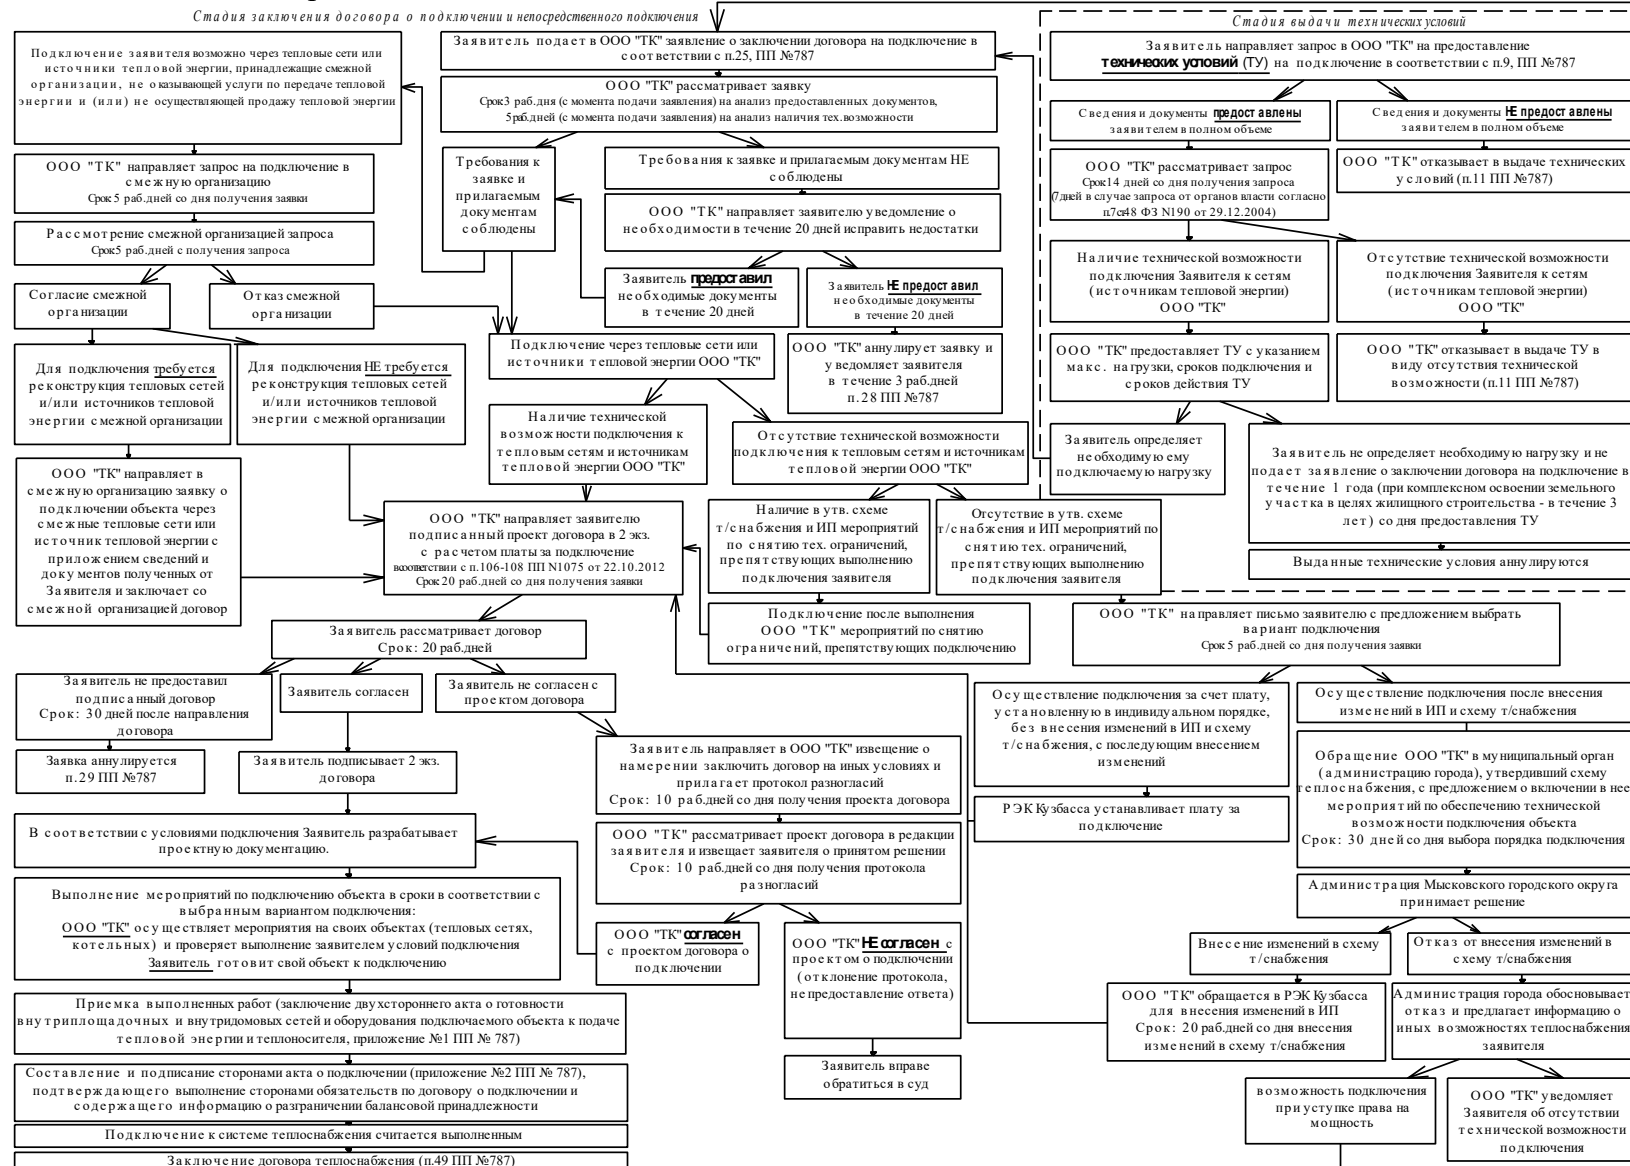 Стадия заключения договора о подключении и непосредственного подключения
Стадия выдачи технических условий
Подключение заявителя возможно через тепловые сети или
источники тепловой энергии, принадлежащие смежной
организации, не оказывающей услуги по передаче тепловой
энергии и (или) не осуществляющей продажу тепловой энергии
ООО "ТК" направляет запрос на подключение в
смежную организацию
Срок 5 раб.дней со дня получения заявки
Рассмотрение смежной организацией запроса
Срок 5 раб.дней с получения запроса
Согласие смежной
организации
Отказ смежной
организации
Для подключения требуется
реконструкция тепловых сетей
и/или источников тепловой
энергии смежной организации
Для подключения НЕ требуется
реконструкция тепловых сетей
и/или источников тепловой
энергии смежной организации
ООО "ТК" направляет в
смежную организацию заявку о
подключении объекта через
смежные тепловые сети или
источник тепловой энергии с
приложением сведений и
документов полученных от
Заявителя и заключает со
смежной организацией договор
Заявитель подает в ООО "ТК" заявление о заключении договора на подключение в
соответствии с п.25, ПП №787
ООО "ТК" рассматривает заявку
Срок 3 раб.дня (с момента подачи заявления) на анализ предоставленных документов,
5 раб.дней (с момента подачи заявления) на анализ наличия тех.возможности
Требования к
заявке и
прилагаемым
документам
соблюдены
Требования к заявке и прилагаемым документам НЕ
соблюдены
ООО "ТК" направляет заявителю уведомление о
необходимости в течение 20 дней исправить недостатки
Заявитель предоставил
необходимые документы
в течение 20 дней
Заявитель НЕ предоставил
необходимые документы
в течение 20 дней
ООО "ТК" аннулирует заявку и
уведомляет заявителя
в течение 3 раб.дней
п.28 ПП №787
Подключение через тепловые сети или
источники тепловой энергии ООО "ТК"
Наличие технической
возможности подключения к
тепловым сетям и источникам
тепловой энергии ООО "ТК"
Отсутствие технической возможности
подключения к тепловым сетям и источникам
тепловой энергии ООО "ТК"
ООО "ТК" направляет заявителю
подписанный проект договора в 2 экз.
с расчетом платы за подключение
в соответствии с п.106-108 ПП N1075 от 22.10.2012
Срок 20 раб.дней со дня получения заявки
Наличие в утв. схеме
т/снабжения и ИП мероприятий
по снятию тех. ограничений,
препятствующих выполнению
подключения заявителя
Отсутствие в утв. схеме
т/снабжения и ИП мероприятий по
снятию тех. ограничений,
препятствующих выполнению
подключения заявителя
Подключение после выполнения
ООО "ТК" мероприятий по снятию
ограничений, препятствующих подключению
Заявитель направляет запрос в ООО "ТК" на предоставление
технических условий (ТУ) на подключение в соответствии с п.9, ПП №787
Сведения и документы предоставлены
заявителем в полном объеме
Сведения и документы НЕ предоставлены
заявителем в полном объеме
ООО "ТК" рассматривает запрос
Срок 14 дней со дня получения запроса
(7дней в случае запроса от органов власти согласно
п.7 ст48 ФЗ N190 от 29.12.2004)
ООО "ТК" отказывает в выдаче технических
условий (п.11 ПП №787)
Наличие технической возможности
подключения Заявителя к сетям
(источникам тепловой энергии)
ООО "ТК"
Отсутствие технической возможности
подключения Заявителя к сетям
(источникам тепловой энергии)
ООО "ТК"
ООО "ТК" предоставляет ТУ с указанием
макс. нагрузки, сроков подключения и
сроков действия ТУ
ООО "ТК" отказывает в выдаче ТУ в
виду отсутствия технической
возможности (п.11 ПП №787)
Заявитель определяет
необходимую ему
подключаемую нагрузку
Заявитель не определяет необходимую нагрузку и не
подает заявление о заключении договора на подключение в
течение 1 года (при комплексном освоении земельного
участка в целях жилищного строительства - в течение 3
лет) со дня предоставления ТУ
Выданные технические условия аннулируются
Заявитель рассматривает договор
Срок: 20 раб.дней
Заявитель не предоставил
подписанный договор
Срок: 30 дней после направления
договора
Заявитель согласен
Заявитель не согласен с
проектом договора
Заявка аннулируется
п.29 ПП №787
Заявитель подписывает 2 экз.
договора
Заявитель направляет в ООО "ТК" извещение о
намерении заключить договор на иных условиях и
прилагает протокол разногласий
Срок: 10 раб.дней со дня получения проекта договора
В соответствии с условиями подключения Заявитель разрабатывает
проектную документацию.
ООО "ТК" рассматривает проект договора в редакции
заявителя и извещает заявителя о принятом решении
Срок: 10 раб.дней со дня получения протокола
разногласий
Выполнение мероприятий по подключению объекта в сроки в соответствии с
выбранным вариантом подключения:
ООО "ТК" осуществляет мероприятия на своих объектах (тепловых сетях,
котельных) и проверяет выполнение заявителем условий подключения
Заявитель готовит свой объект к подключению
ООО "ТК" согласен
с проектом договора о
подключении
ООО "ТК" НЕ согласен с
проектом о подключении
(отклонение протокола,
не предоставление ответа)
Заявитель вправе
обратиться в суд
Приемка выполненных работ (заключение двухстороннего акта о готовности
внутриплощадочных и внутридомовых сетей и оборудования подключаемого объекта к подаче
тепловой энергии и теплоносителя, приложение №1 ПП № 787)
Составление и подписание сторонами акта о подключении (приложение №2 ПП № 787),
подтверждающего выполнение сторонами обязательств по договору о подключении и
содержащего информацию о разграничении балансовой принадлежности
Подключение к системе теплоснабжения считается выполненным
Заключение договора теплоснабжения (п.49 ПП №787)
ООО "ТК" направляет письмо заявителю с предложением выбрать
вариант подключения
Срок 5 раб.дней со дня получения заявки
Осуществление подключения за счет плату,
установленную в индивидуальном порядке,
без внесения изменений в ИП и схему
т/снабжения, с последующим внесением
изменений
Осуществление подключения после внесения
изменений в ИП и схему т/снабжения
РЭК Кузбасса устанавливает плату за
подключение
Обращение ООО "ТК" в муниципальный орган
(администрацию города), утвердивший схему
теплоснабжения, с предложением о включении в нее
мероприятий по обеспечению технической
возможности подключения объекта
Срок: 30 дней со дня выбора порядка подключения
Администрация Мысковского городского округа
принимает решение
Внесение изменений в схему
т/снабжения
Отказ от внесения изменений в
схему т/снабжения
ООО "ТК" обращается в РЭК Кузбасса
для внесения изменений в ИП
Срок: 20 раб.дней со дня внесения
изменений в схему т/снабжения
Администрация города обосновывает
отказ и предлагает информацию о
иных возможностях теплоснабжения
заявителя
возможность подключения
при уступке права на
мощность
ООО "ТК" уведомляет
Заявителя об отсутствии
технической возможности
подключения